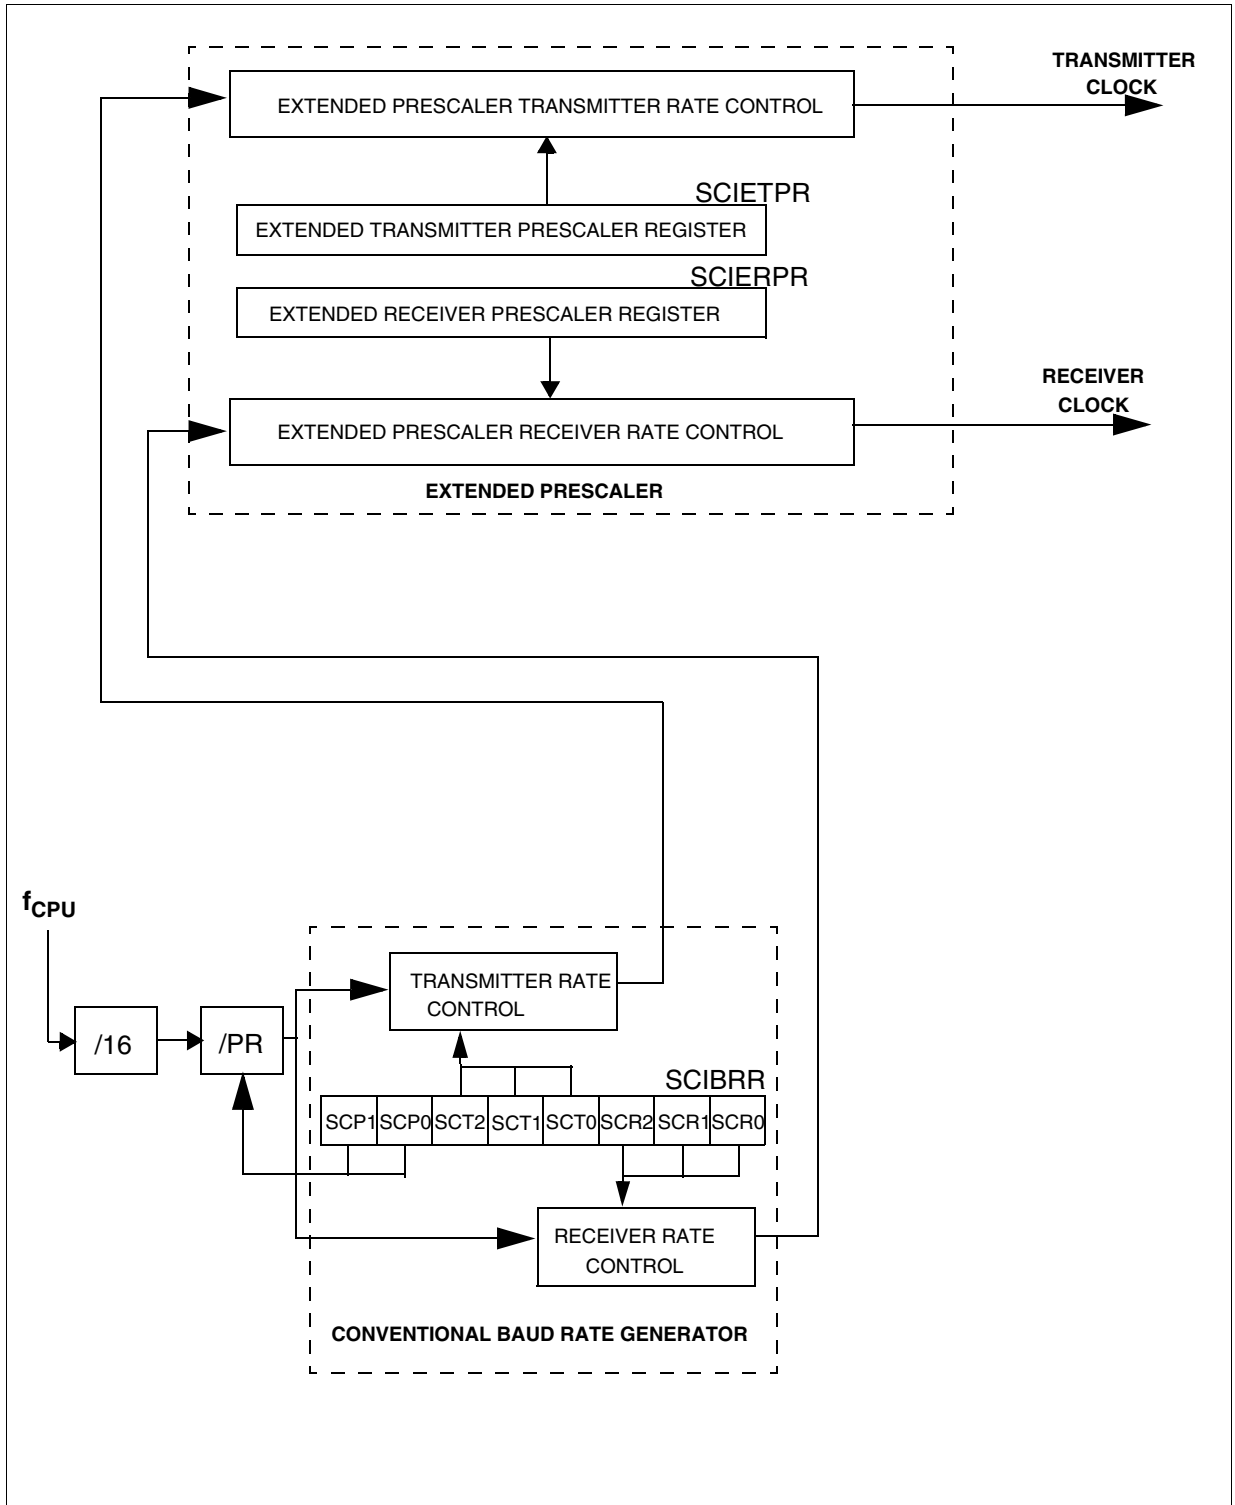 TRANSMITTER
CLOCK
EXTENDED PRESCALER TRANSMITTER RATE CONTROL
SCIETPR
EXTENDED TRANSMITTER PRESCALER REGISTER
SCIERPR
EXTENDED RECEIVER PRESCALER REGISTER
RECEIVER
CLOCK
EXTENDED PRESCALER RECEIVER RATE CONTROL
EXTENDED PRESCALER
fCPU
TRANSMITTER RATE
CONTROL
/16
/PR
SCIBRR
SCP1 SCP0 SCT2 SCT1 SCT0 SCR2 SCR1 SCR0
RECEIVER RATE
CONTROL
CONVENTIONAL BAUD RATE GENERATOR